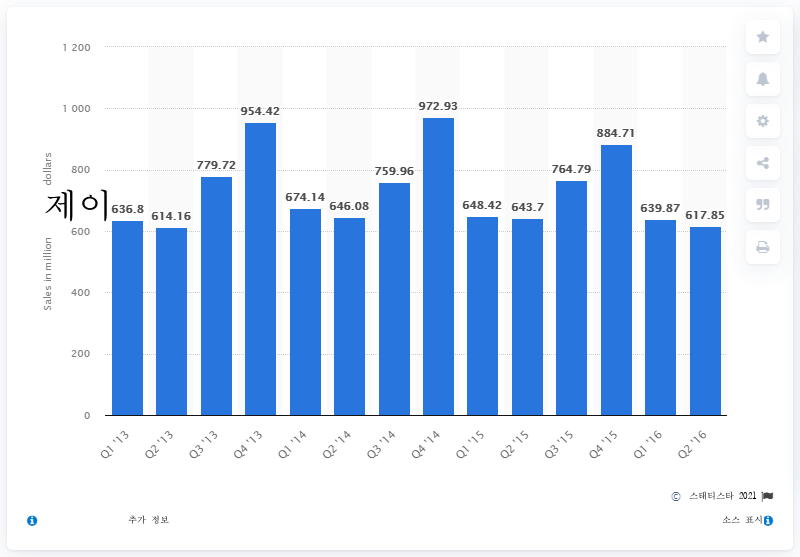 1 200
1 000
800
600
400
200
0
Sales in million 제이 dollars
636.8
614.16
779.72
954.42
674.14
646.08
759.96
972.93
648.42
643.7
764.79
884.71
639.87
617.85
Q1 '13
Q2 '13
Q3 '13
Q4 '13
Q1 '14
Q2 '14
Q3 '14
Q4 '14
Q1 '15
Q2 '15
Q3 '15
Q4 '15
Q1 '16
Q2 '16
© 스태티스타 2021
추가 정보
소스 표시